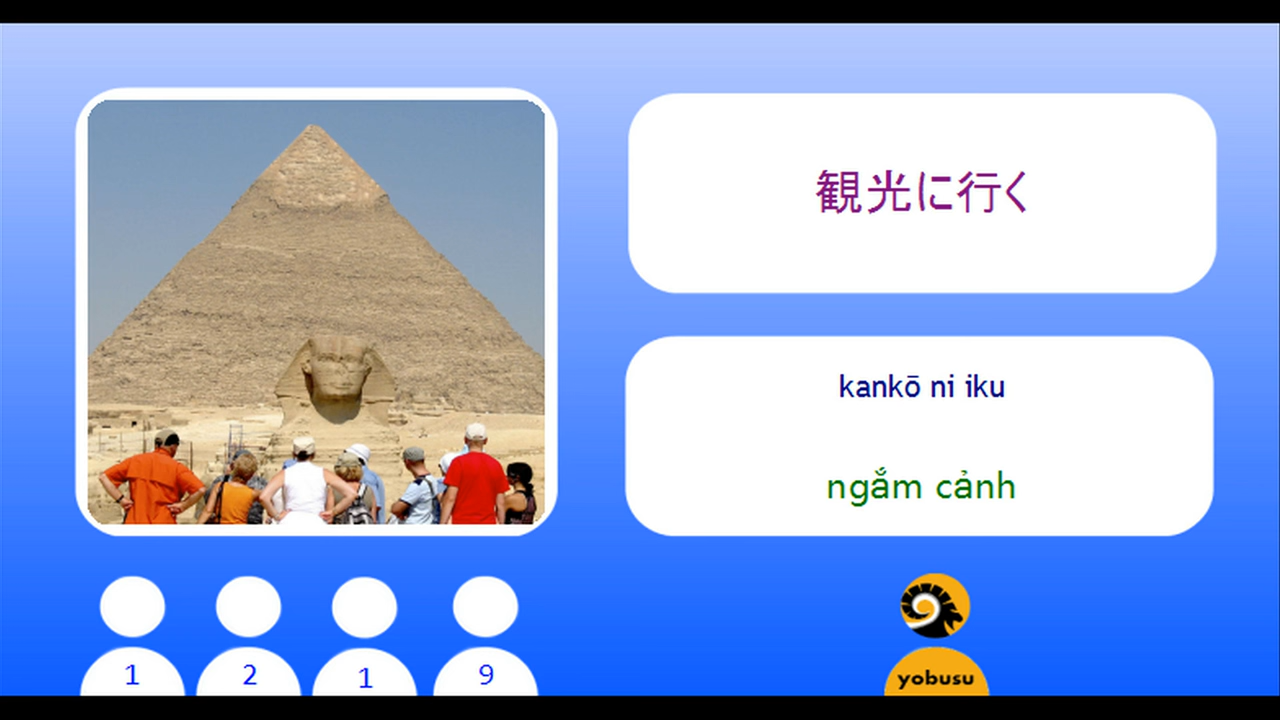 観光に行く
kankō ni iku
ngắm cảnh
1 2 1 9
yobusu